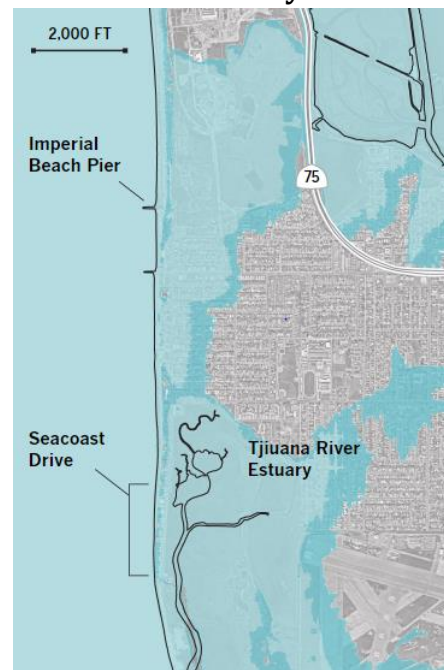 2,000 FT
Imperial
Beach Pier
75
Seacoast
Drive
Tjiuana River
Estuary